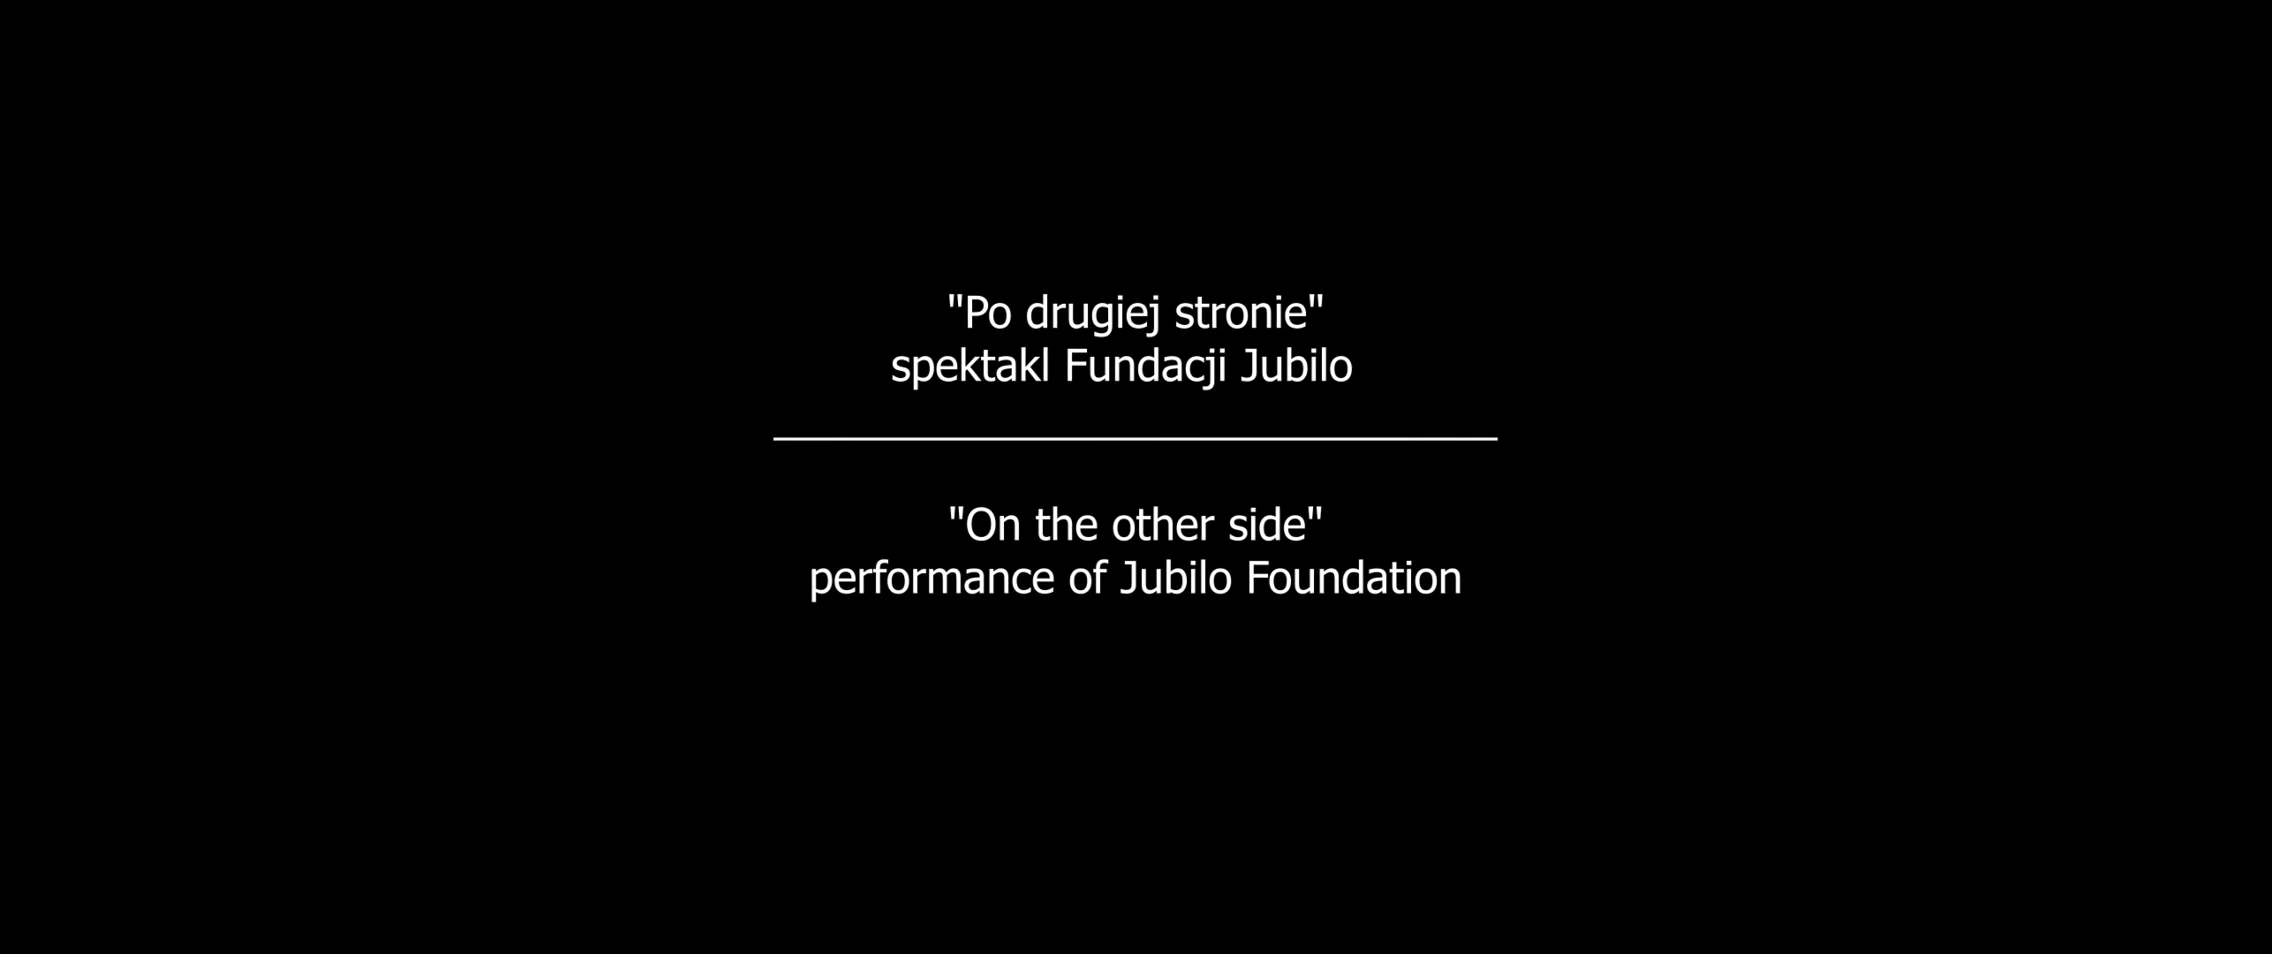 "Po drugiej stronie"
spektakl Fundacji Jubilo
"On the other side"
performance of Jubilo Foundation